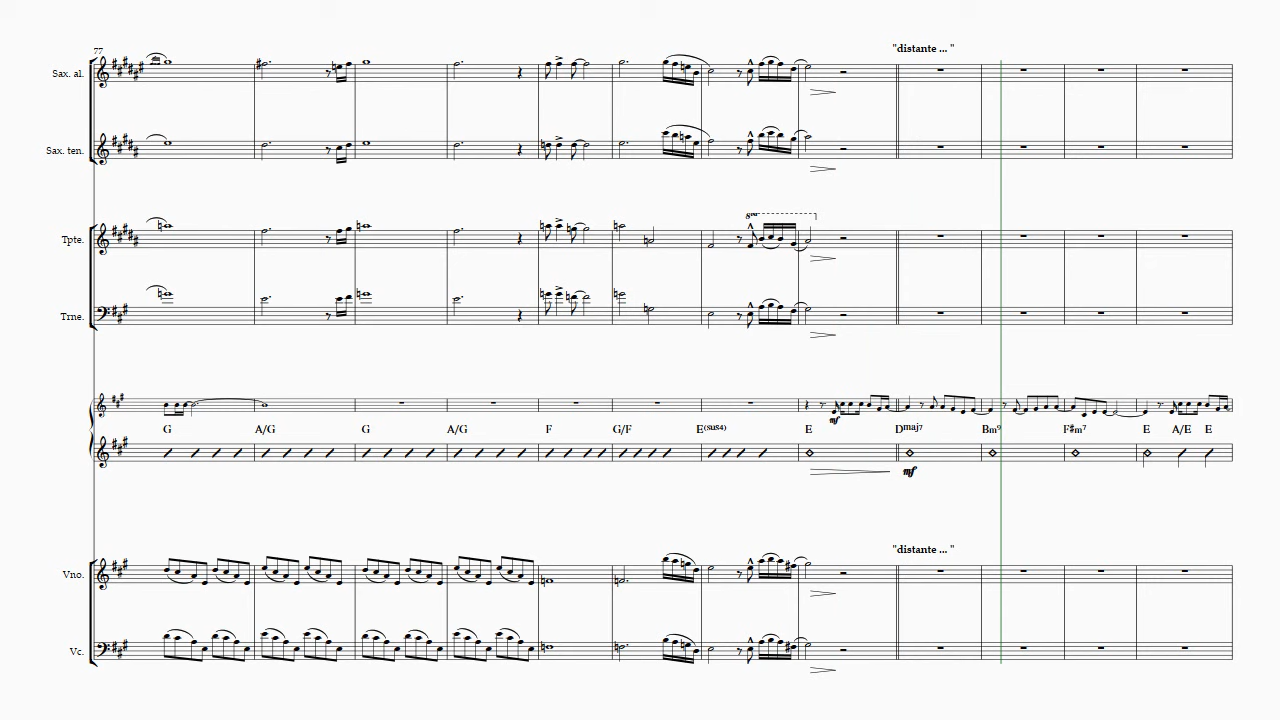 "distante ... "
77
Sax. al.
Sax. ten.
8va
Tpte.
Trne.
mf
G A/G G A/G F G/F E(sus4) E Dmaj7 Bm9 F#m7 E A/E E
mf
"distante ... "
Vno.
Vc.